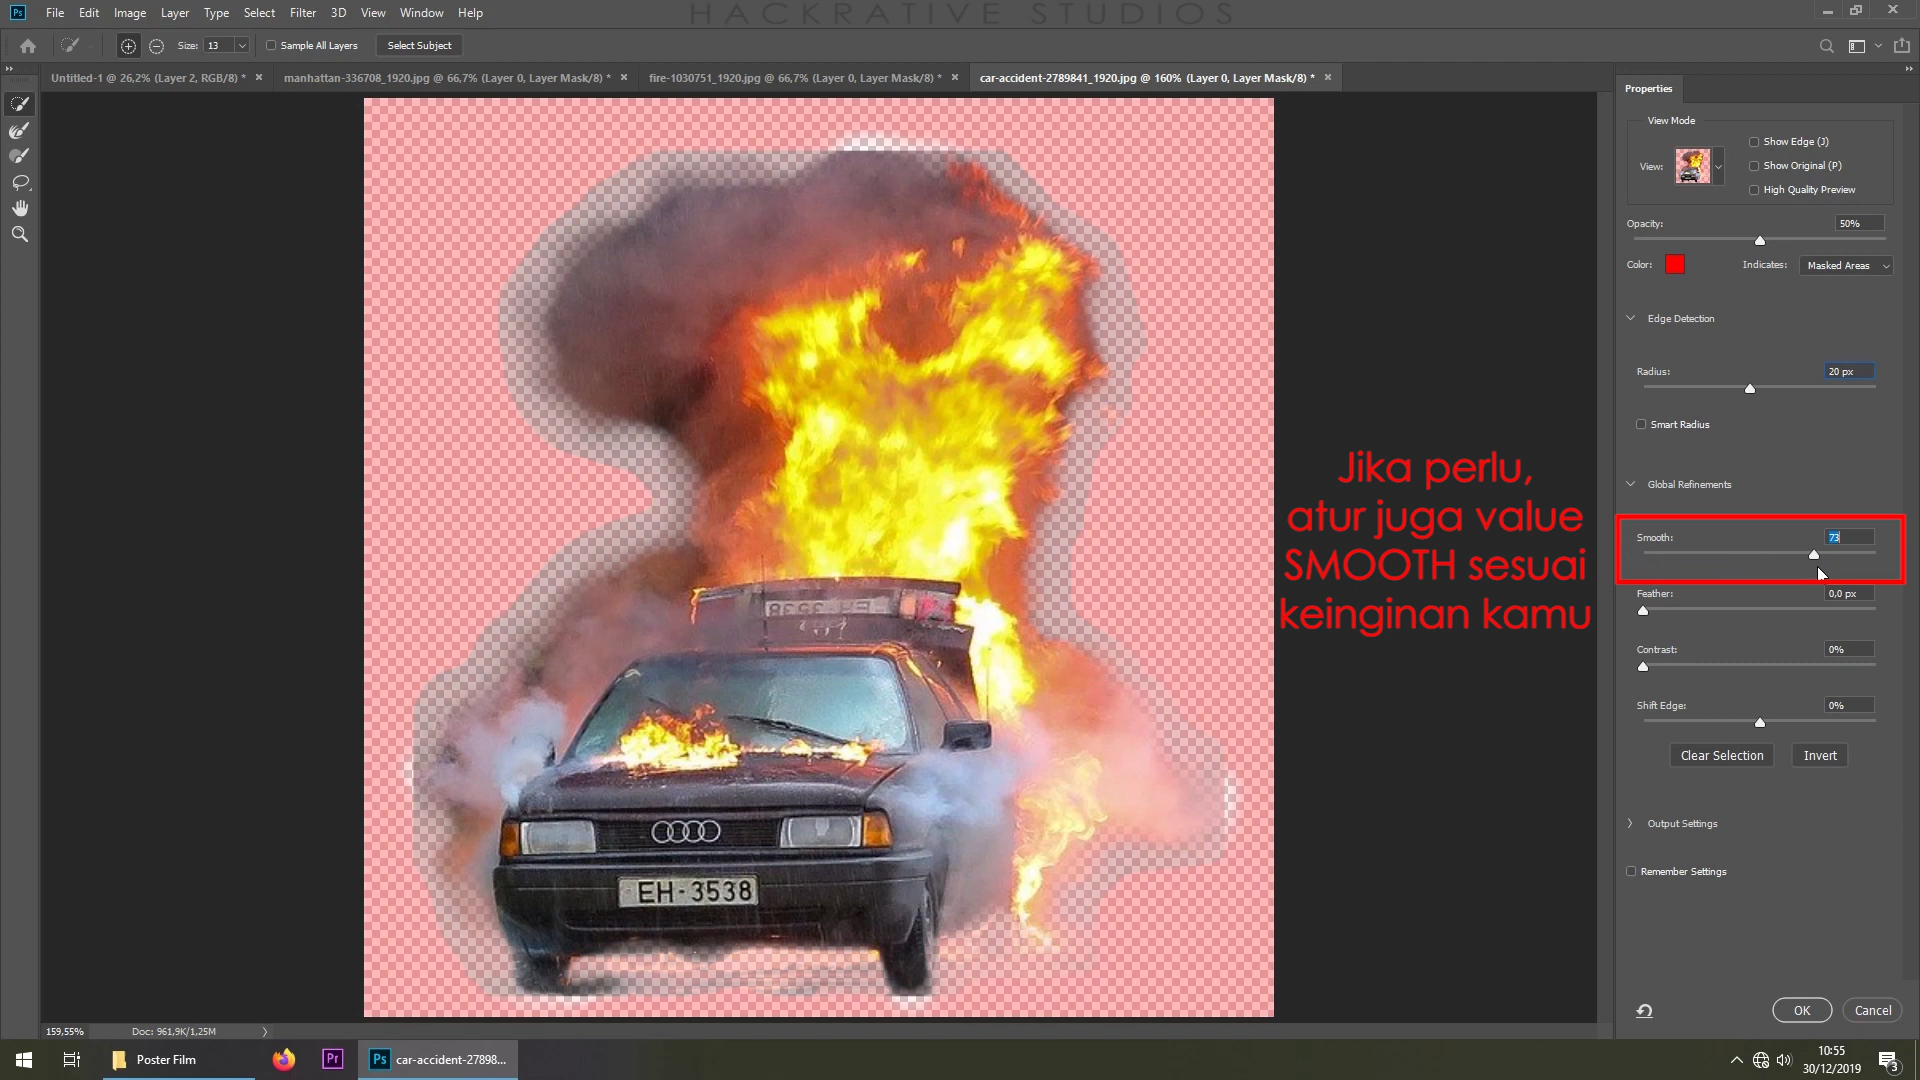 File Edit Image Layer Type Select Filter 3D View Window Help
HACKRATIVE STUDIOS
Size: 13 Sample All Layers Select Subject
Untitled-1 @ 26,2% (Layer 2, RGB/8) * × manhattan-336708_1920.jpg @ 66,7% (Layer 0, Layer Mask/8) * × fire-1030751_1920.jpg @ 66,7% (Layer 0, Layer Mask/8) * × car-accident-2789841_1920.jpg @ 160% (Layer 0, Layer Mask/8) * ×
Properties
View Mode
View:
Show Edge (J)
Show Original (P)
High Quality Preview
Opacity: 50%
Color: Indicates: Masked Areas
Edge Detection
Radius: 20 px
Smart Radius
Global Refinements
Smooth: 73
Feather: 0,0 px
Contrast: 0%
Shift Edge: 0%
Clear Selection Invert
Output Settings
Remember Settings
OK Cancel
Jika perlu,
atur juga value
SMOOTH sesuai
keinginan kamu
EH-3538
159,55% Doc: 961,9K/1,25M
Poster Film
Pr
Ps car-accident-27898...
10:55
30/12/2019
3